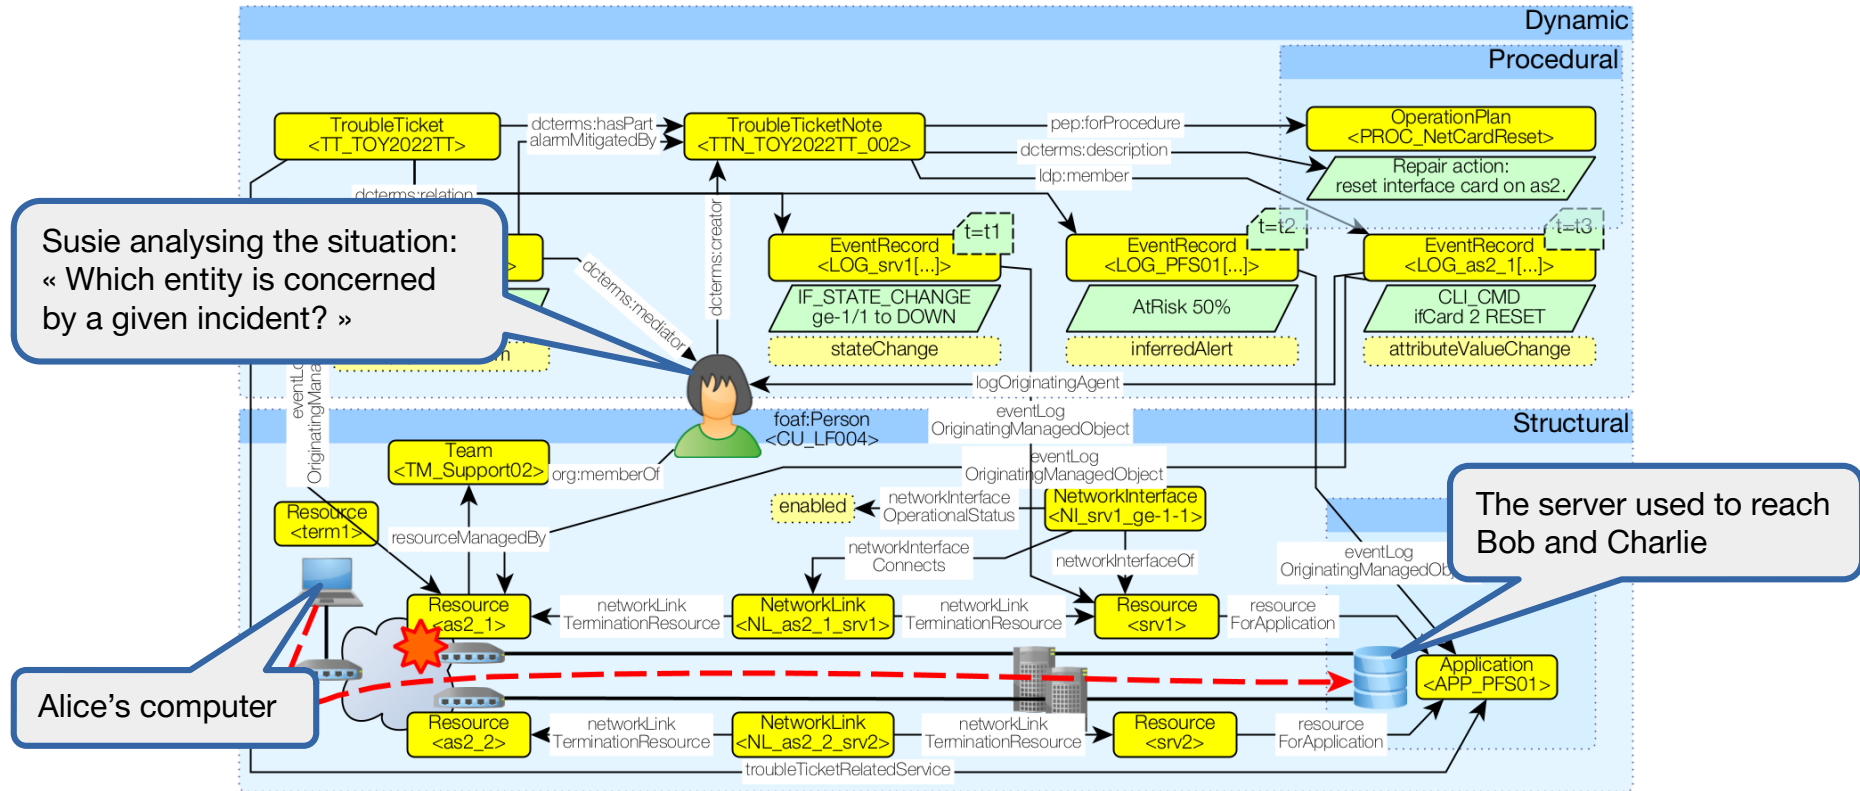 Dynamic
Procedural
TroubleTicket
<TT_TOY2022TT>
dcterms:hasPart
alarmMitigatedBy
TroubleTicketNote
<TTN_TOY2022TT_002>
pep:forProcedure
dcterms:description
ldp:member
OperationPlan
<PROC_NetCardReset>
Repair action:
reset interface card on as2.
dcterms:relation
dcterms:creator
dcterms:mediator
Susie analysing the situation:
« Which entity is concerned
by a given incident? »
EventRecord
<LOG_srv1[...]>
t=t1
IF_STATE_CHANGE
ge-1/1 to DOWN
stateChange
EventRecord
<LOG_PFS01[...]>
t=t2
AtRisk 50%
inferredAlert
EventRecord
<LOG_as2_1[...]>
t=t3
CLI_CMD
ifCard 2 RESET
attributeValueChange
logOriginatingAgent
eventLog
OriginatingManagedObject
Structural
foaf:Person
<CU_LF004>
Team
<TM_Support02>
org:memberOf
eventLog
OriginatingManagedObject
Resource
<term1>
resourceManagedBy
enabled
networkInterface
OperationalStatus
NetworkInterface
<NI_srv1_ge-1-1>
networkInterface
Connects
networkInterfaceOf
eventLog
The server used to reach
Bob and Charlie
Resource
<as2_1>
networkLink
TerminationResource
NetworkLink
<NL_as2_1_srv1>
networkLink
TerminationResource
Resource
<srv1>
resource
ForApplication
Application
<APP_PFS01>
Alice's computer
Resource
<as2_2>
networkLink
TerminationResource
NetworkLink
<NL_as2_2_srv2>
networkLink
TerminationResource
Resource
<srv2>
resource
ForApplication
troubleTicketRelatedService